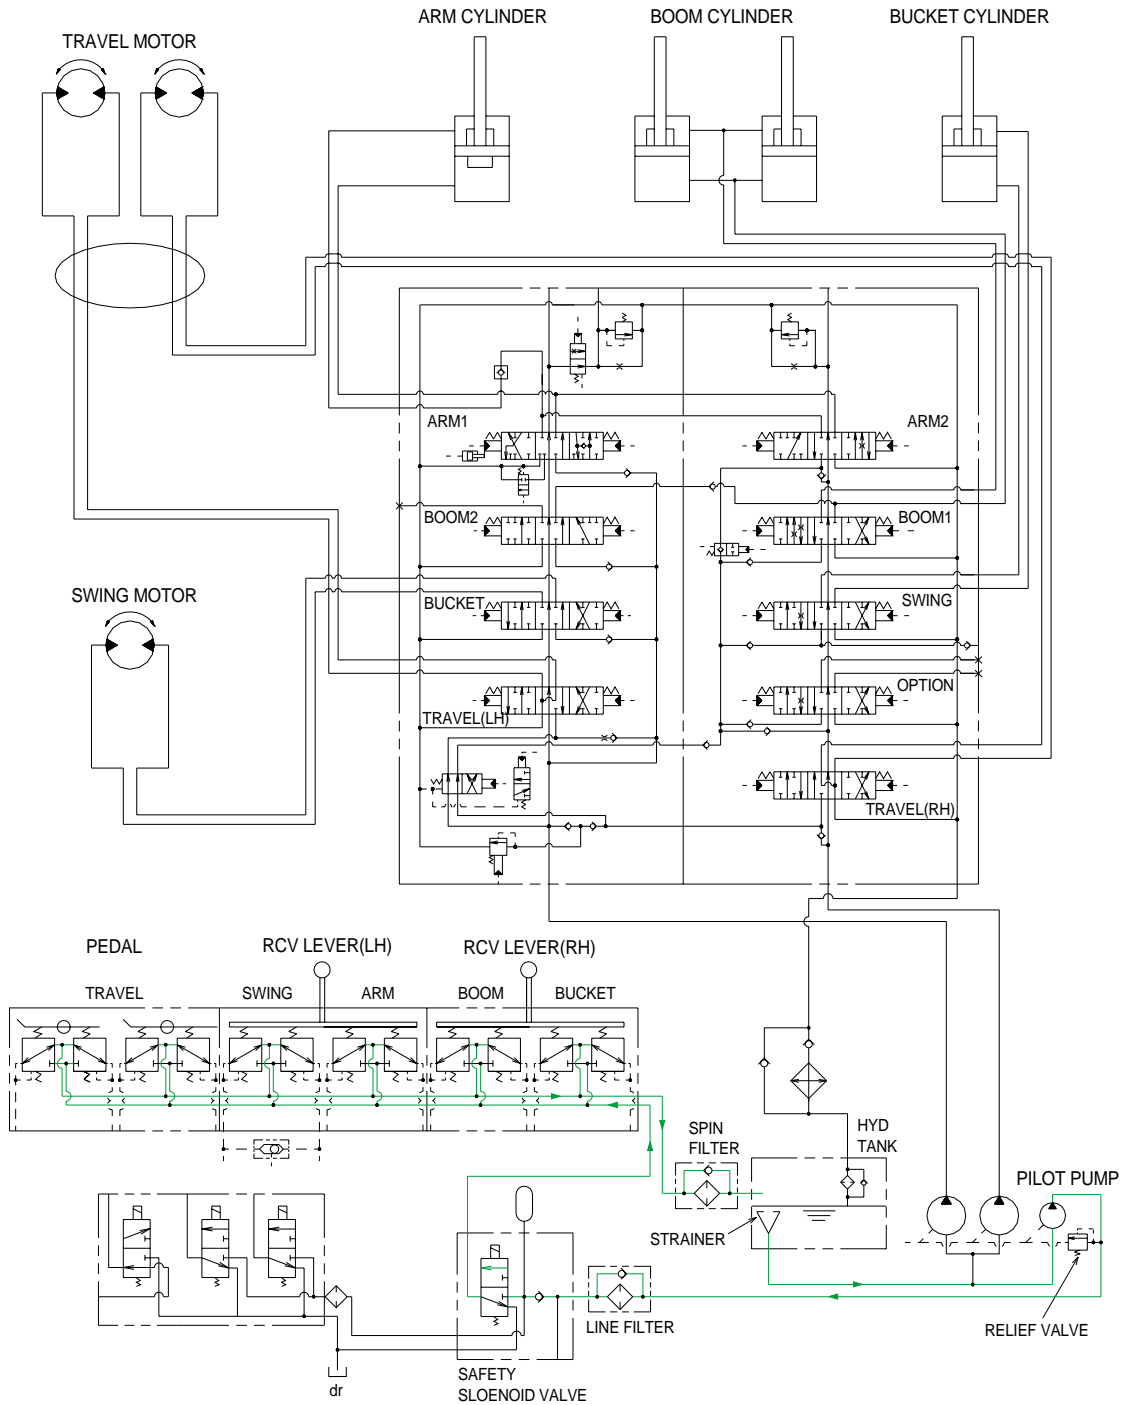 ARM CYLINDER
BOOM CYLINDER
BUCKET CYLINDER
TRAVEL MOTOR
ARM1
ARM2
BOOM2
BOOM1
SWING MOTOR
BUCKET
SWING
OPTION
TRAVEL(LH)
TRAVEL(RH)
PEDAL
RCV LEVER(LH)
RCV LEVER(RH)
TRAVEL
SWING
ARM
BOOM
BUCKET
SPIN
FILTER
HYD
TANK
PILOT PUMP
STRAINER
LINE FILTER
RELIEF VALVE
SAFETY
SLOENOID VALVE
dr